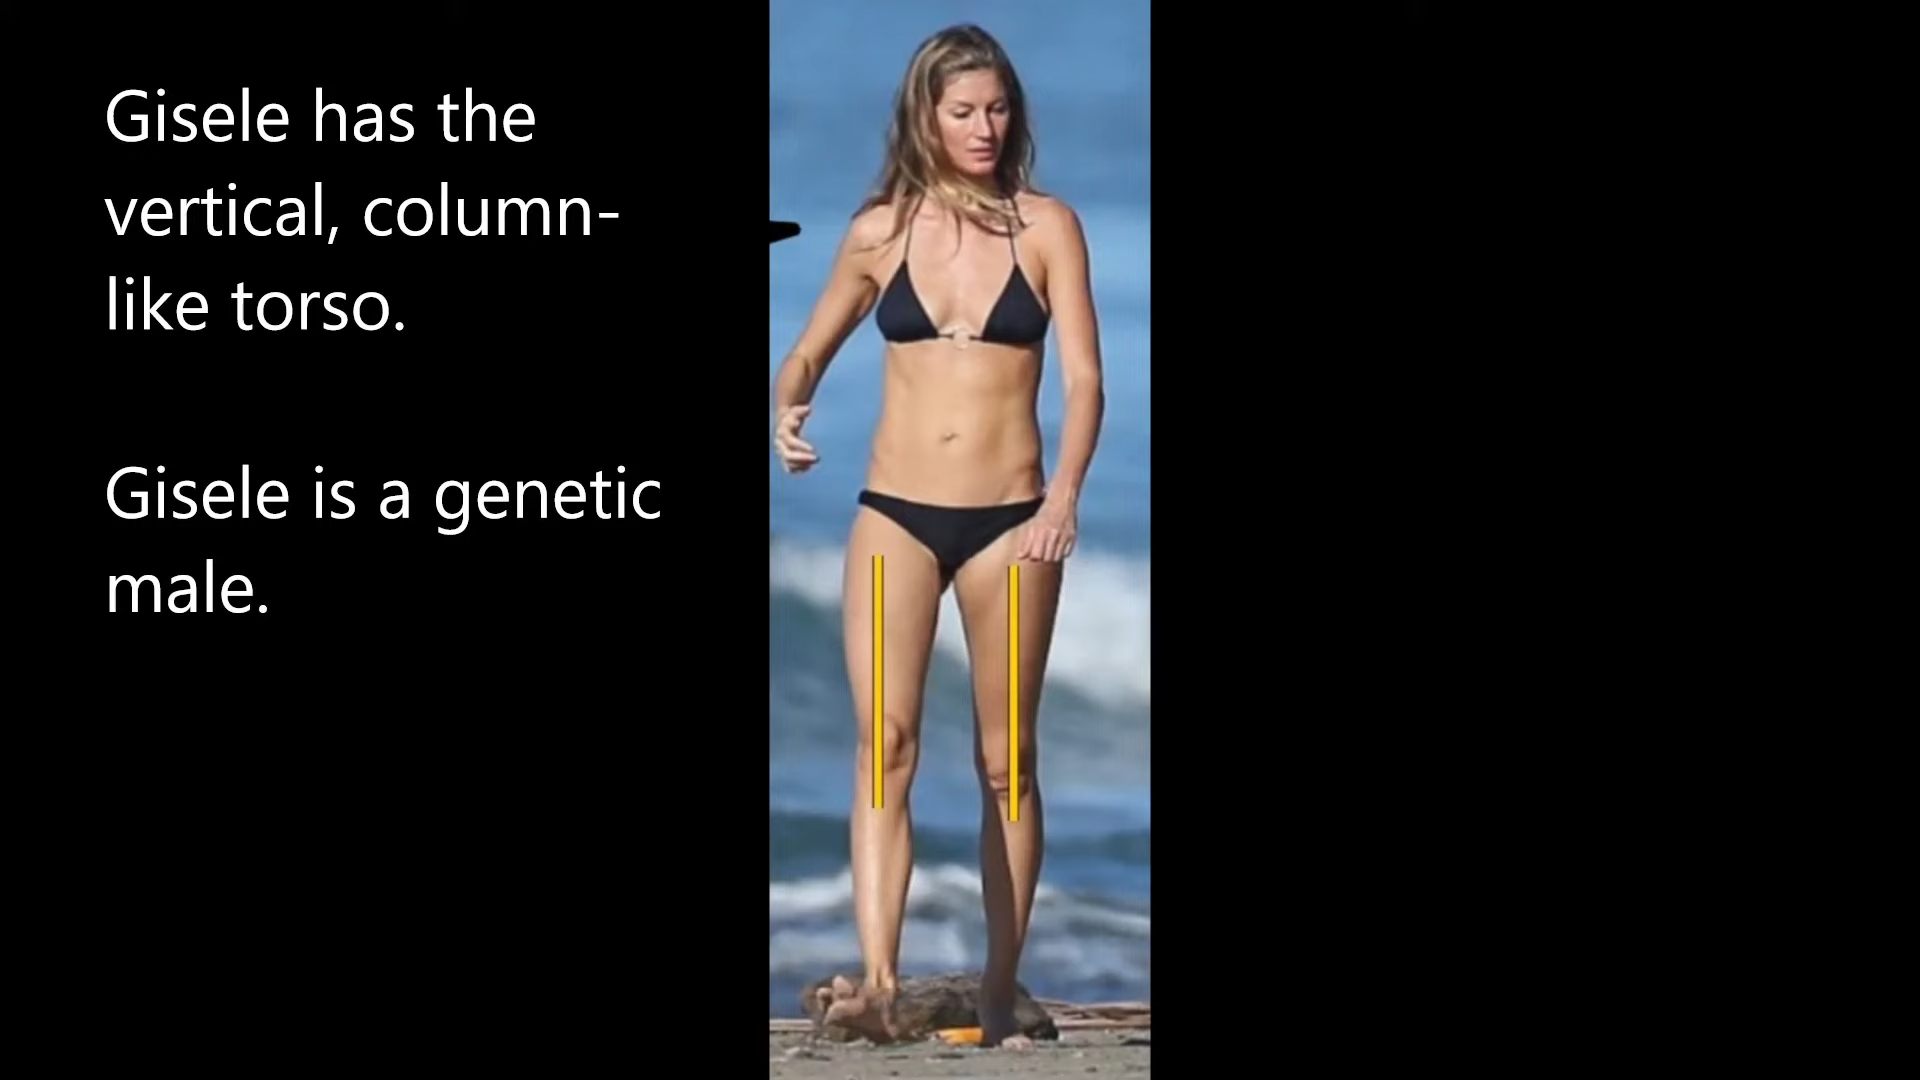 Gisele has the
vertical, column-
like torso.
Gisele is a genetic
male.